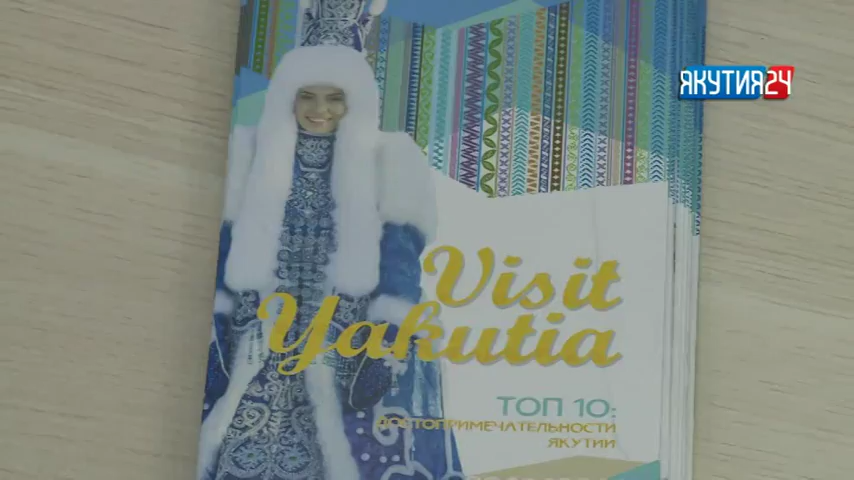 ЯКУТИЯ24
Visit
Yakutia
ТОП 10:
ДОСТОПРИМЕЧАТЕЛЬНОСТИ
ЯКУТИИ